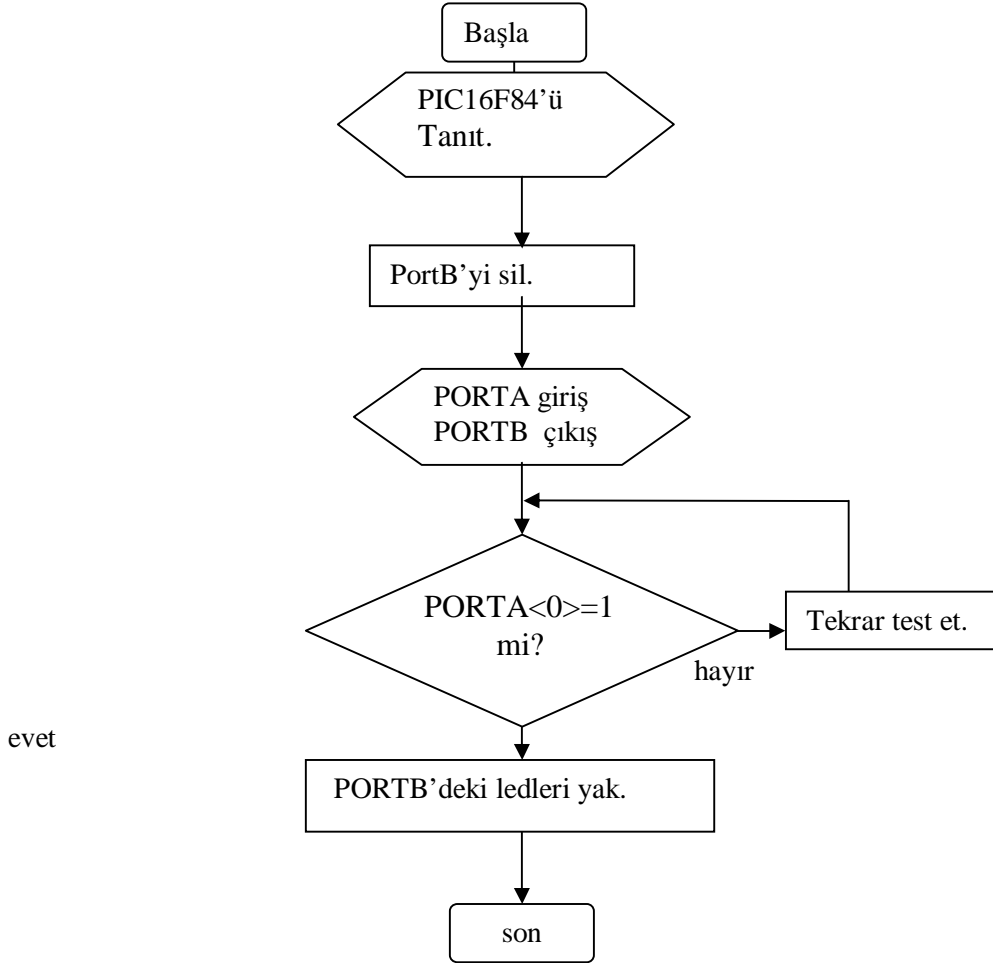 Başla
PIC16F84’ü
Tanıt.
PortB’yi sil.
PORTA giriş
PORTB çıkış
PORTA<0>=1
mi?
Tekrar test et.
hayır
evet
PORTB’deki ledleri yak.
son